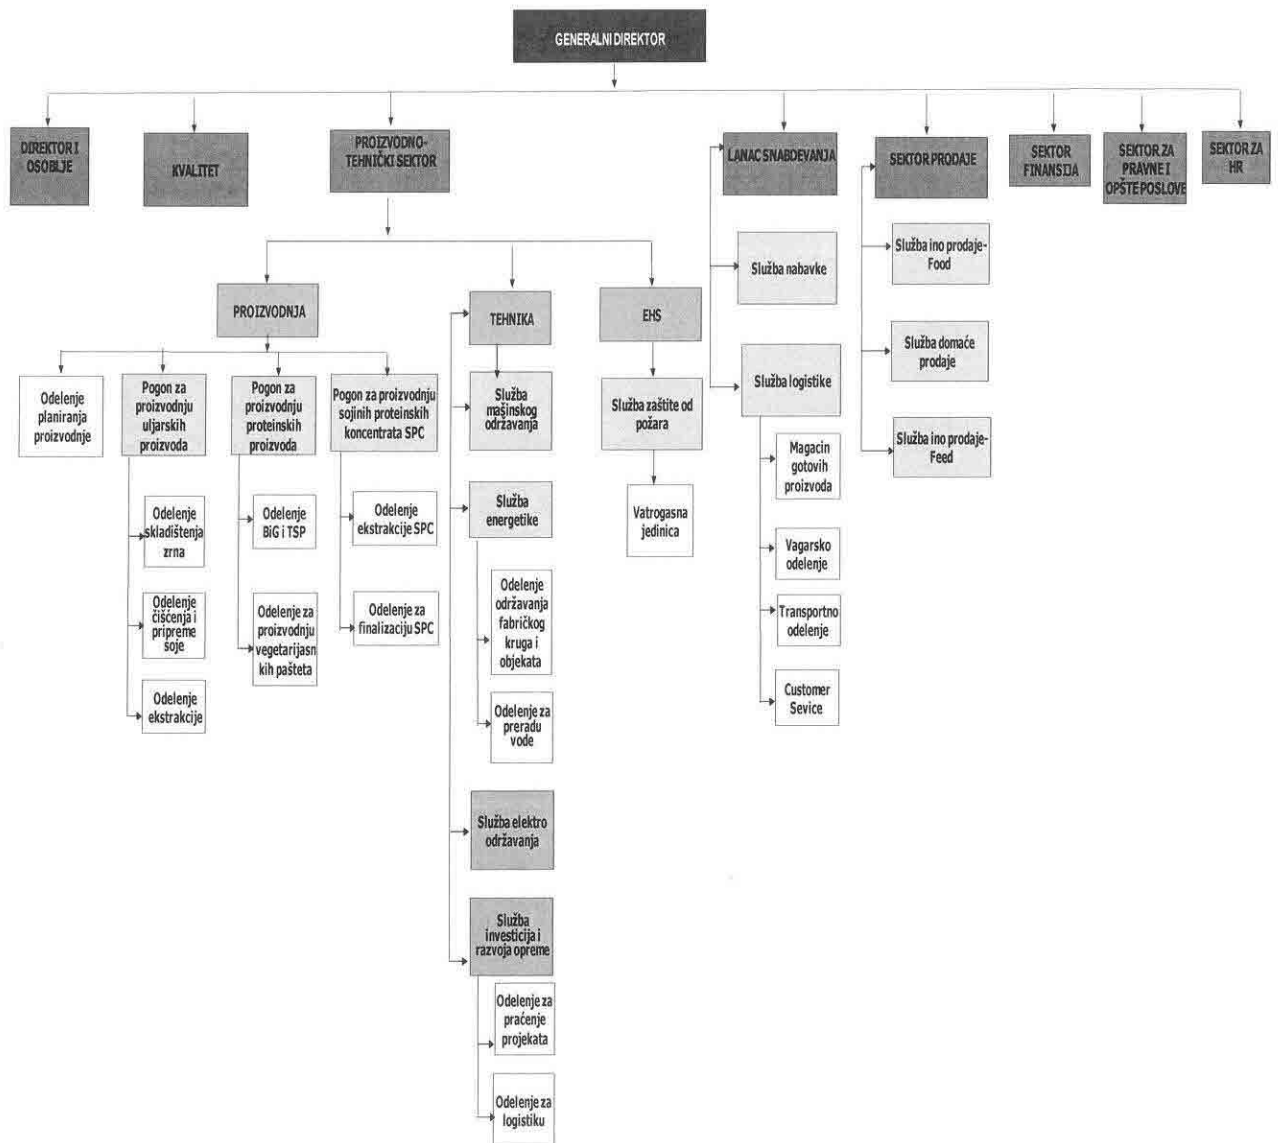 GENERALNI DIREKTOR
DIREKTOR I
OSOBLJE
KVALITET
PROIZVODNO-
TEHNIČKI SEKTOR
LANAC SNABDEVANJA
SEKTOR PRODAJE
SEKTOR
FINANSIJA
SEKTOR ZA
PRAVNE I
OPŠTE POSLOVE
SEKTOR ZA
HR
PROIZVODNJA
TEHNIKA
EHS
Služba nabavke
Služba ino prodaje-
Food
Odelenje
planiranja
proizvodnje
Pogon za
proizvodnju
uljarskih
proizvoda
Pogon za
proizvodnju
proteinskih
proizvoda
Pogon za proizvodnju
sojinih proteinskih
koncentrata SPC
Služba
mašinskog
održavanja
Služba zaštite od
požara
Služba logistike
Služba domaće
prodaje
Služba ino prodaje-
Feed
Odelenje
skladištenja
zrna
Odelenje
BiG i TSP
Odelenje
ekstrakcije SPC
Služba
energetike
Vatrogasna
jedinica
Magacin
gotovih
proizvoda
Vagarsko
odelenje
Odelenje
čišćenja i
pripreme
soje
Odelenje za
proizvodnju
vegetarijasn
kih pašteta
Odelenje za
finalizaciju SPC
Odelenje
održavanja
fabričkog
kruga i
objekata
Transportno
odelenje
Odelenje
ekstrakcije
Odelenje za
preradu
vode
Customer
Sevice
Služba elektro
održavanja
Služba
investicija i
razvoja opreme
Odelenje za
praćenje
projekata
Odelenje za
logistiku